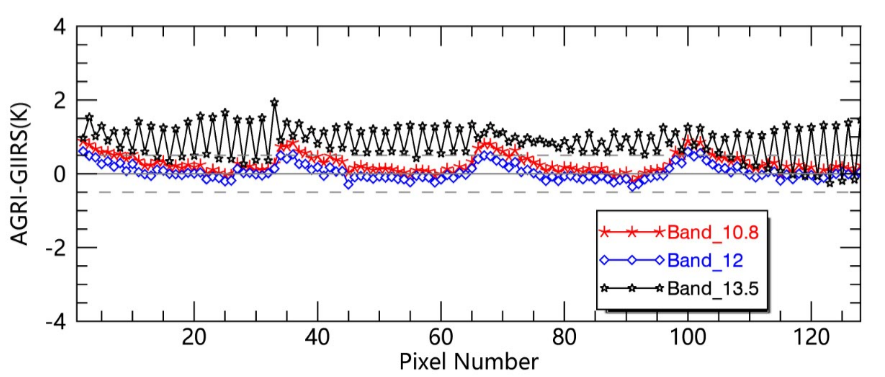 4
2
0
-2
-4
AGRI-GIIRS(K)
Band_10.8
Band_12
Band_13.5
20 40 60 80 100 120
Pixel Number